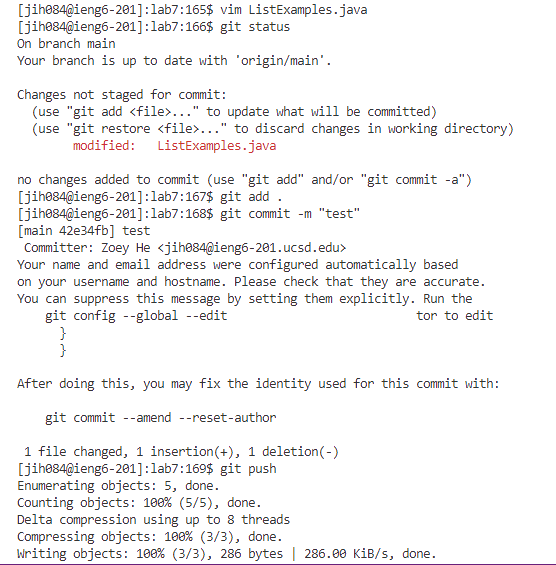 [jih084@ieng6-201]:lab7:165$ vim ListExamples.java
[jih084@ieng6-201]:lab7:166$ git status
On branch main
Your branch is up to date with 'origin/main'.

Changes not staged for commit:
  (use "git add <file>..." to update what will be committed)
  (use "git restore <file>..." to discard changes in working directory)
        modified:   ListExamples.java

no changes added to commit (use "git add" and/or "git commit -a")
[jih084@ieng6-201]:lab7:167$ git add .
[jih084@ieng6-201]:lab7:168$ git commit -m "test"
[main 42e34fb] test
 Committer: Zoey He <jih084@ieng6-201.ucsd.edu>
Your name and email address were configured automatically based
on your username and hostname. Please check that they are accurate.
You can suppress this message by setting them explicitly. Run the
    git config --global --edit                         tor to edit
      }
      }

After doing this, you may fix the identity used for this commit with:

    git commit --amend --reset-author

 1 file changed, 1 insertion(+), 1 deletion(-)
[jih084@ieng6-201]:lab7:169$ git push
Enumerating objects: 5, done.
Counting objects: 100% (5/5), done.
Delta compression using up to 8 threads
Compressing objects: 100% (3/3), done.
Writing objects: 100% (3/3), 286 bytes | 286.00 KiB/s, done.